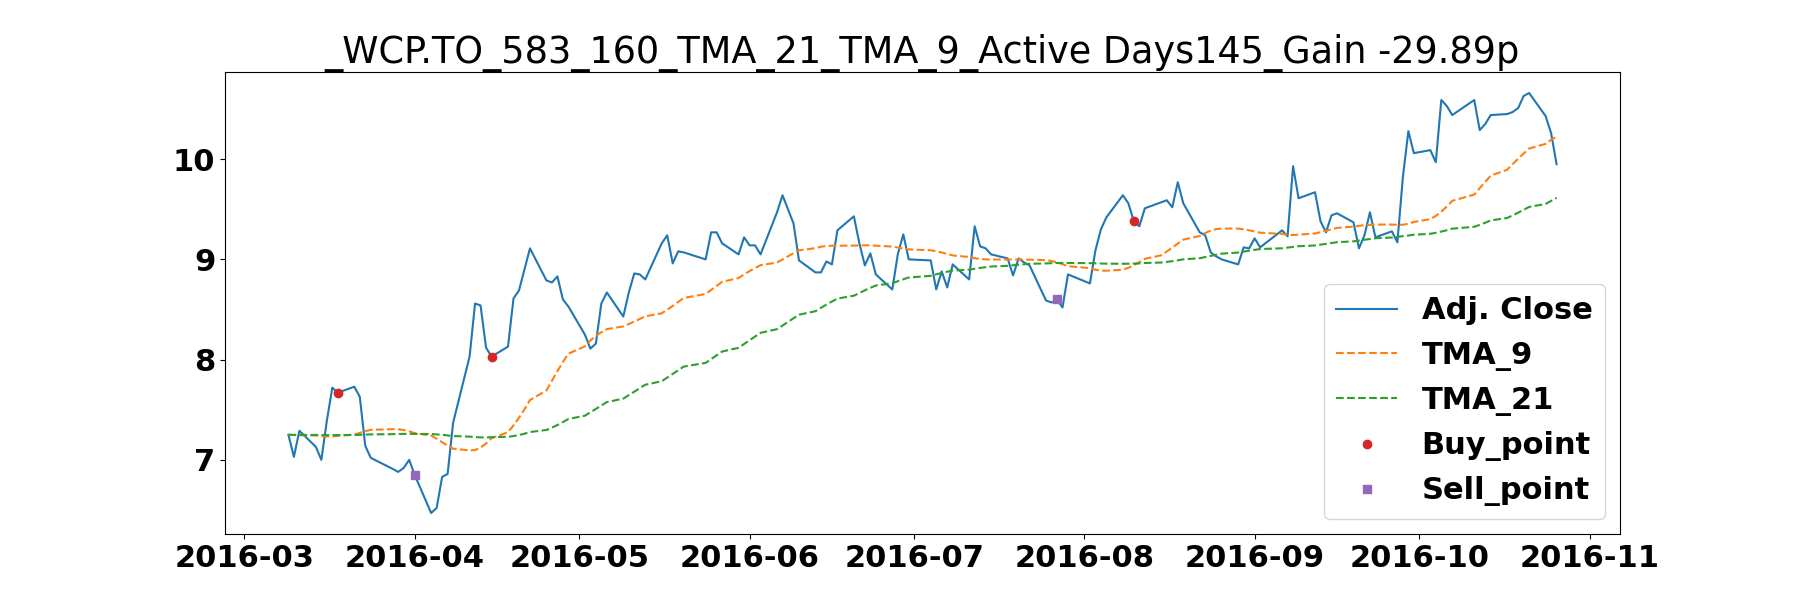 _WCP.TO_583_160_TMA_21_TMA_9_Active Days145_Gain -29.89p
10
9
8
7
2016-03 2016-04 2016-05 2016-06 2016-07 2016-08 2016-09 2016-10 2016-11
Adj. Close
TMA_9
TMA_21
Buy_point
Sell_point